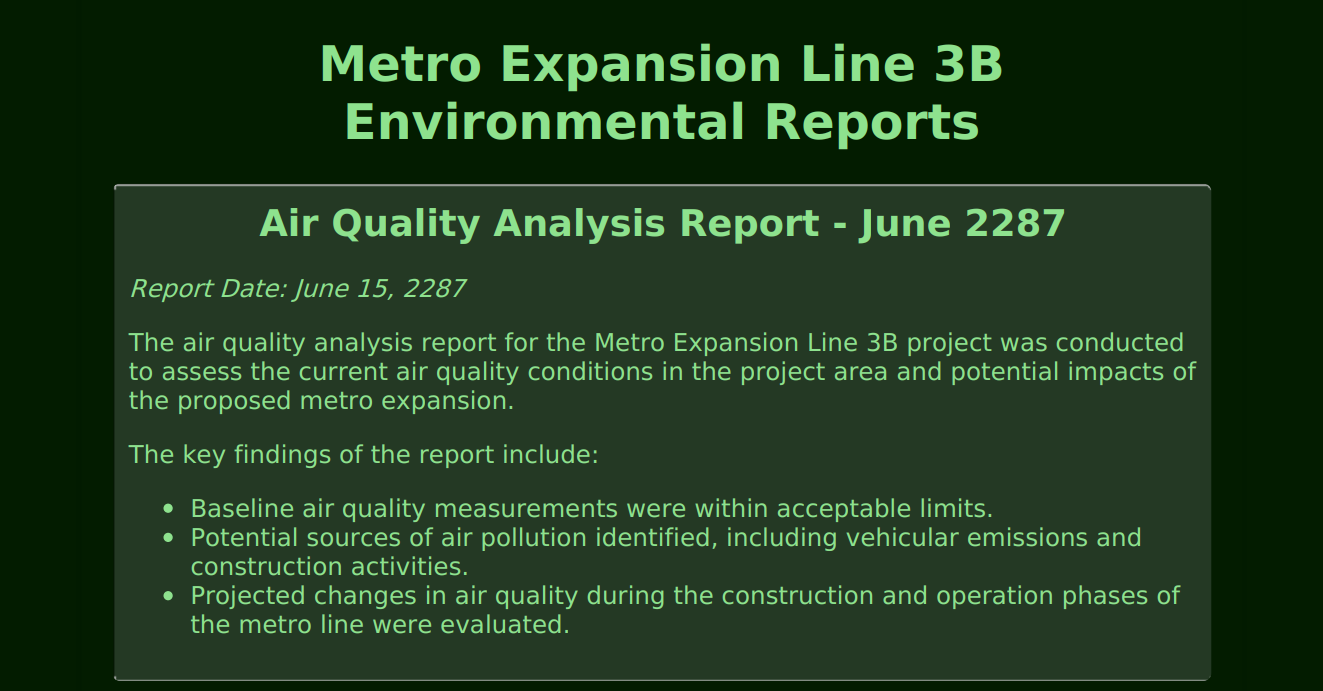 Metro Expansion Line 3B
Environmental Reports
Air Quality Analysis Report - June 2287
Report Date: June 15, 2287
The air quality analysis report for the Metro Expansion Line 3B project was conducted
to assess the current air quality conditions in the project area and potential impacts of
the proposed metro expansion.
The key findings of the report include:
• Baseline air quality measurements were within acceptable limits.
• Potential sources of air pollution identified, including vehicular emissions and
construction activities.
• Projected changes in air quality during the construction and operation phases of
the metro line were evaluated.